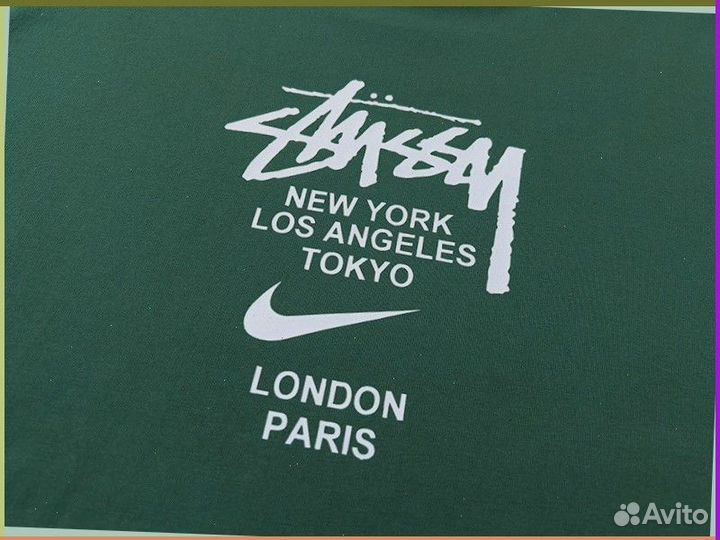 STÜSSY
NEW YORK
LOS ANGELES
TOKYO
LONDON
PARIS
Avito